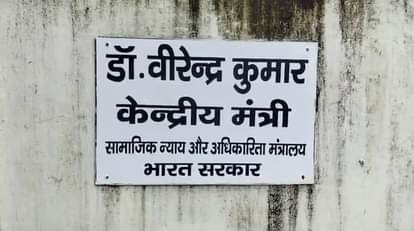 डॉ.वीरेन्द्र कुमार
केन्द्रीय मंत्री
सामाजिक न्याय और अधिकारिता मंत्रालय
भारत सरकार